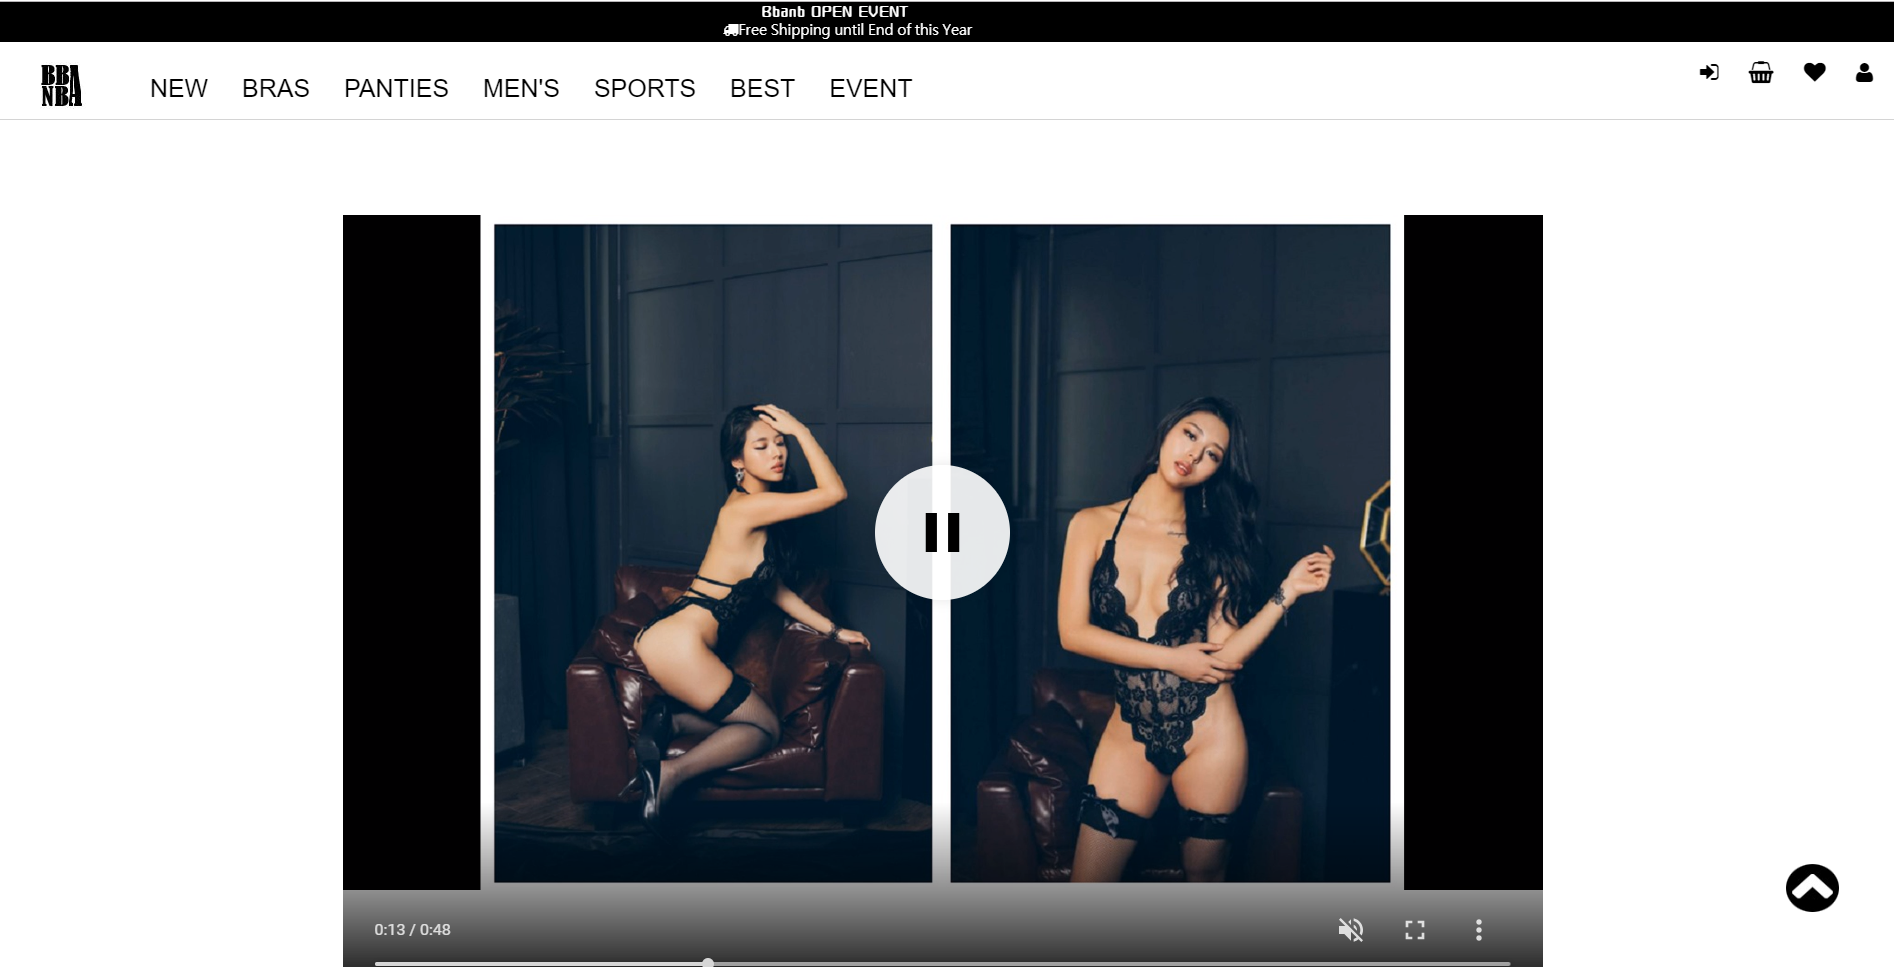 Bbanb OPEN EVENT
Free Shipping until End of this Year
BBA
NBA
NEW BRAS PANTIES MEN'S SPORTS BEST EVENT
0:13 / 0:48